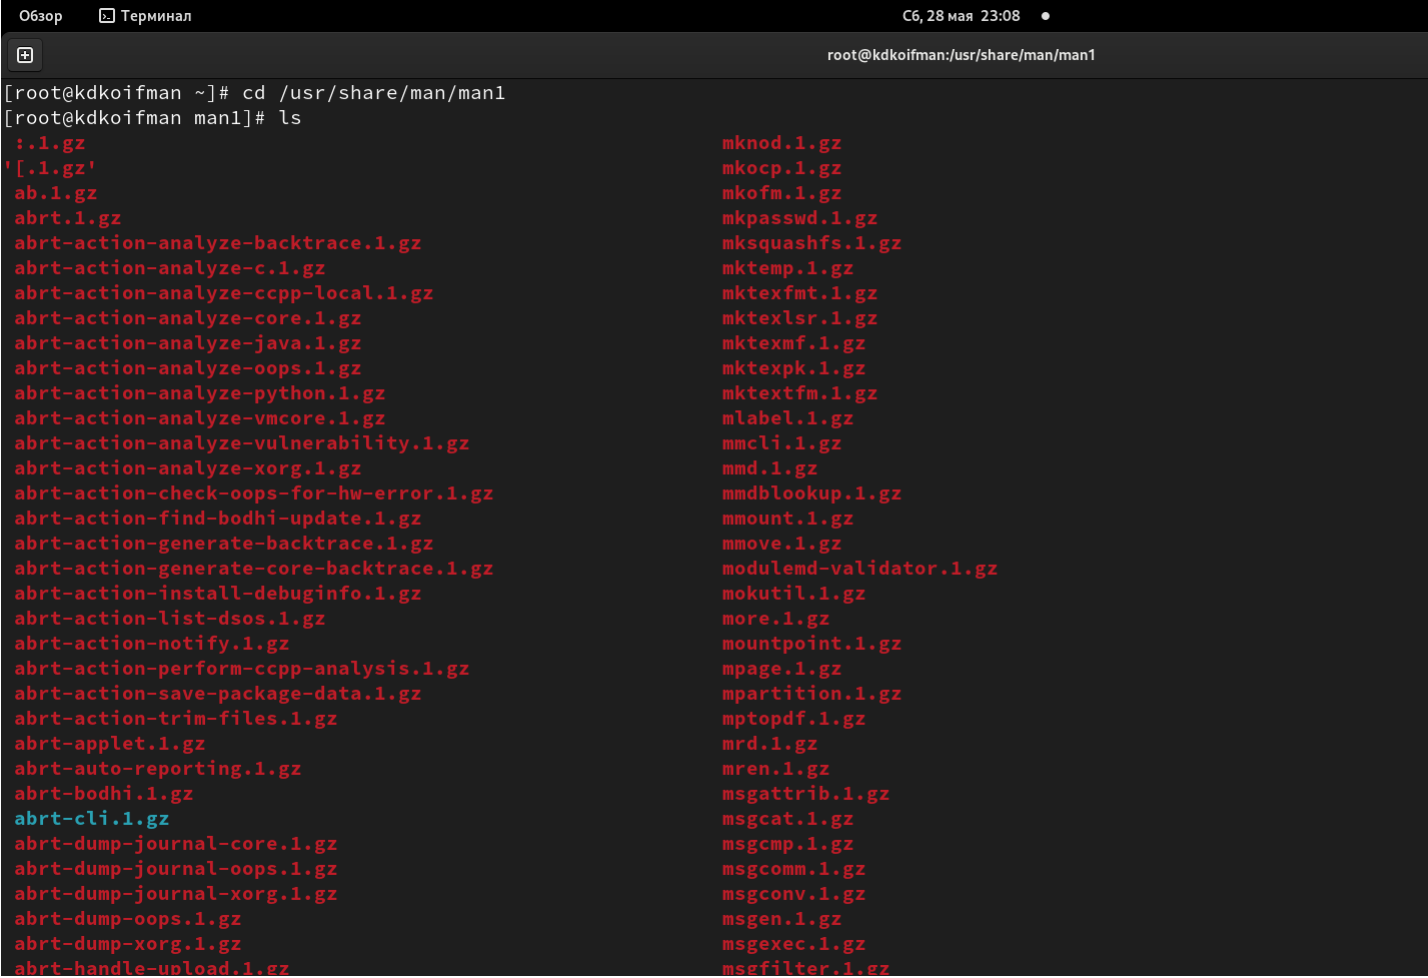 Обзор Терминал Сб, 28 мая 23:08
root@kdkoifman:/usr/share/man/man1
[root@kdkoifman ~]# cd /usr/share/man/man1
[root@kdkoifman man1]# ls
:.1.gz mknod.1.gz
'[.1.gz' mkocp.1.gz
ab.1.gz mkofm.1.gz
abrt.1.gz mkpasswd.1.gz
abrt-action-analyze-backtrace.1.gz mksquashfs.1.gz
abrt-action-analyze-c.1.gz mktemp.1.gz
abrt-action-analyze-ccpp-local.1.gz mktexfmt.1.gz
abrt-action-analyze-core.1.gz mktexlsr.1.gz
abrt-action-analyze-java.1.gz mktexmf.1.gz
abrt-action-analyze-oops.1.gz mktexpk.1.gz
abrt-action-analyze-python.1.gz mktextfm.1.gz
abrt-action-analyze-vmcore.1.gz mlabel.1.gz
abrt-action-analyze-vulnerability.1.gz mmcli.1.gz
abrt-action-analyze-xorg.1.gz mmd.1.gz
abrt-action-check-oops-for-hw-error.1.gz mmdblookup.1.gz
abrt-action-find-bodhi-update.1.gz mmount.1.gz
abrt-action-generate-backtrace.1.gz mmove.1.gz
abrt-action-generate-core-backtrace.1.gz modulemd-validator.1.gz
abrt-action-install-debuginfo.1.gz mokutil.1.gz
abrt-action-list-dsos.1.gz more.1.gz
abrt-action-notify.1.gz mountpoint.1.gz
abrt-action-perform-ccpp-analysis.1.gz mpage.1.gz
abrt-action-save-package-data.1.gz mpartition.1.gz
abrt-action-trim-files.1.gz mptopdf.1.gz
abrt-applet.1.gz mrd.1.gz
abrt-auto-reporting.1.gz mren.1.gz
abrt-bodhi.1.gz msgattrib.1.gz
abrt-cli.1.gz msgcat.1.gz
abrt-dump-journal-core.1.gz msgcmp.1.gz
abrt-dump-journal-oops.1.gz msgcomm.1.gz
abrt-dump-journal-xorg.1.gz msgconv.1.gz
abrt-dump-oops.1.gz msgen.1.gz
abrt-dump-xorg.1.gz msgexec.1.gz
abrt-handle-upload.1.gz msgfilter.1.gz